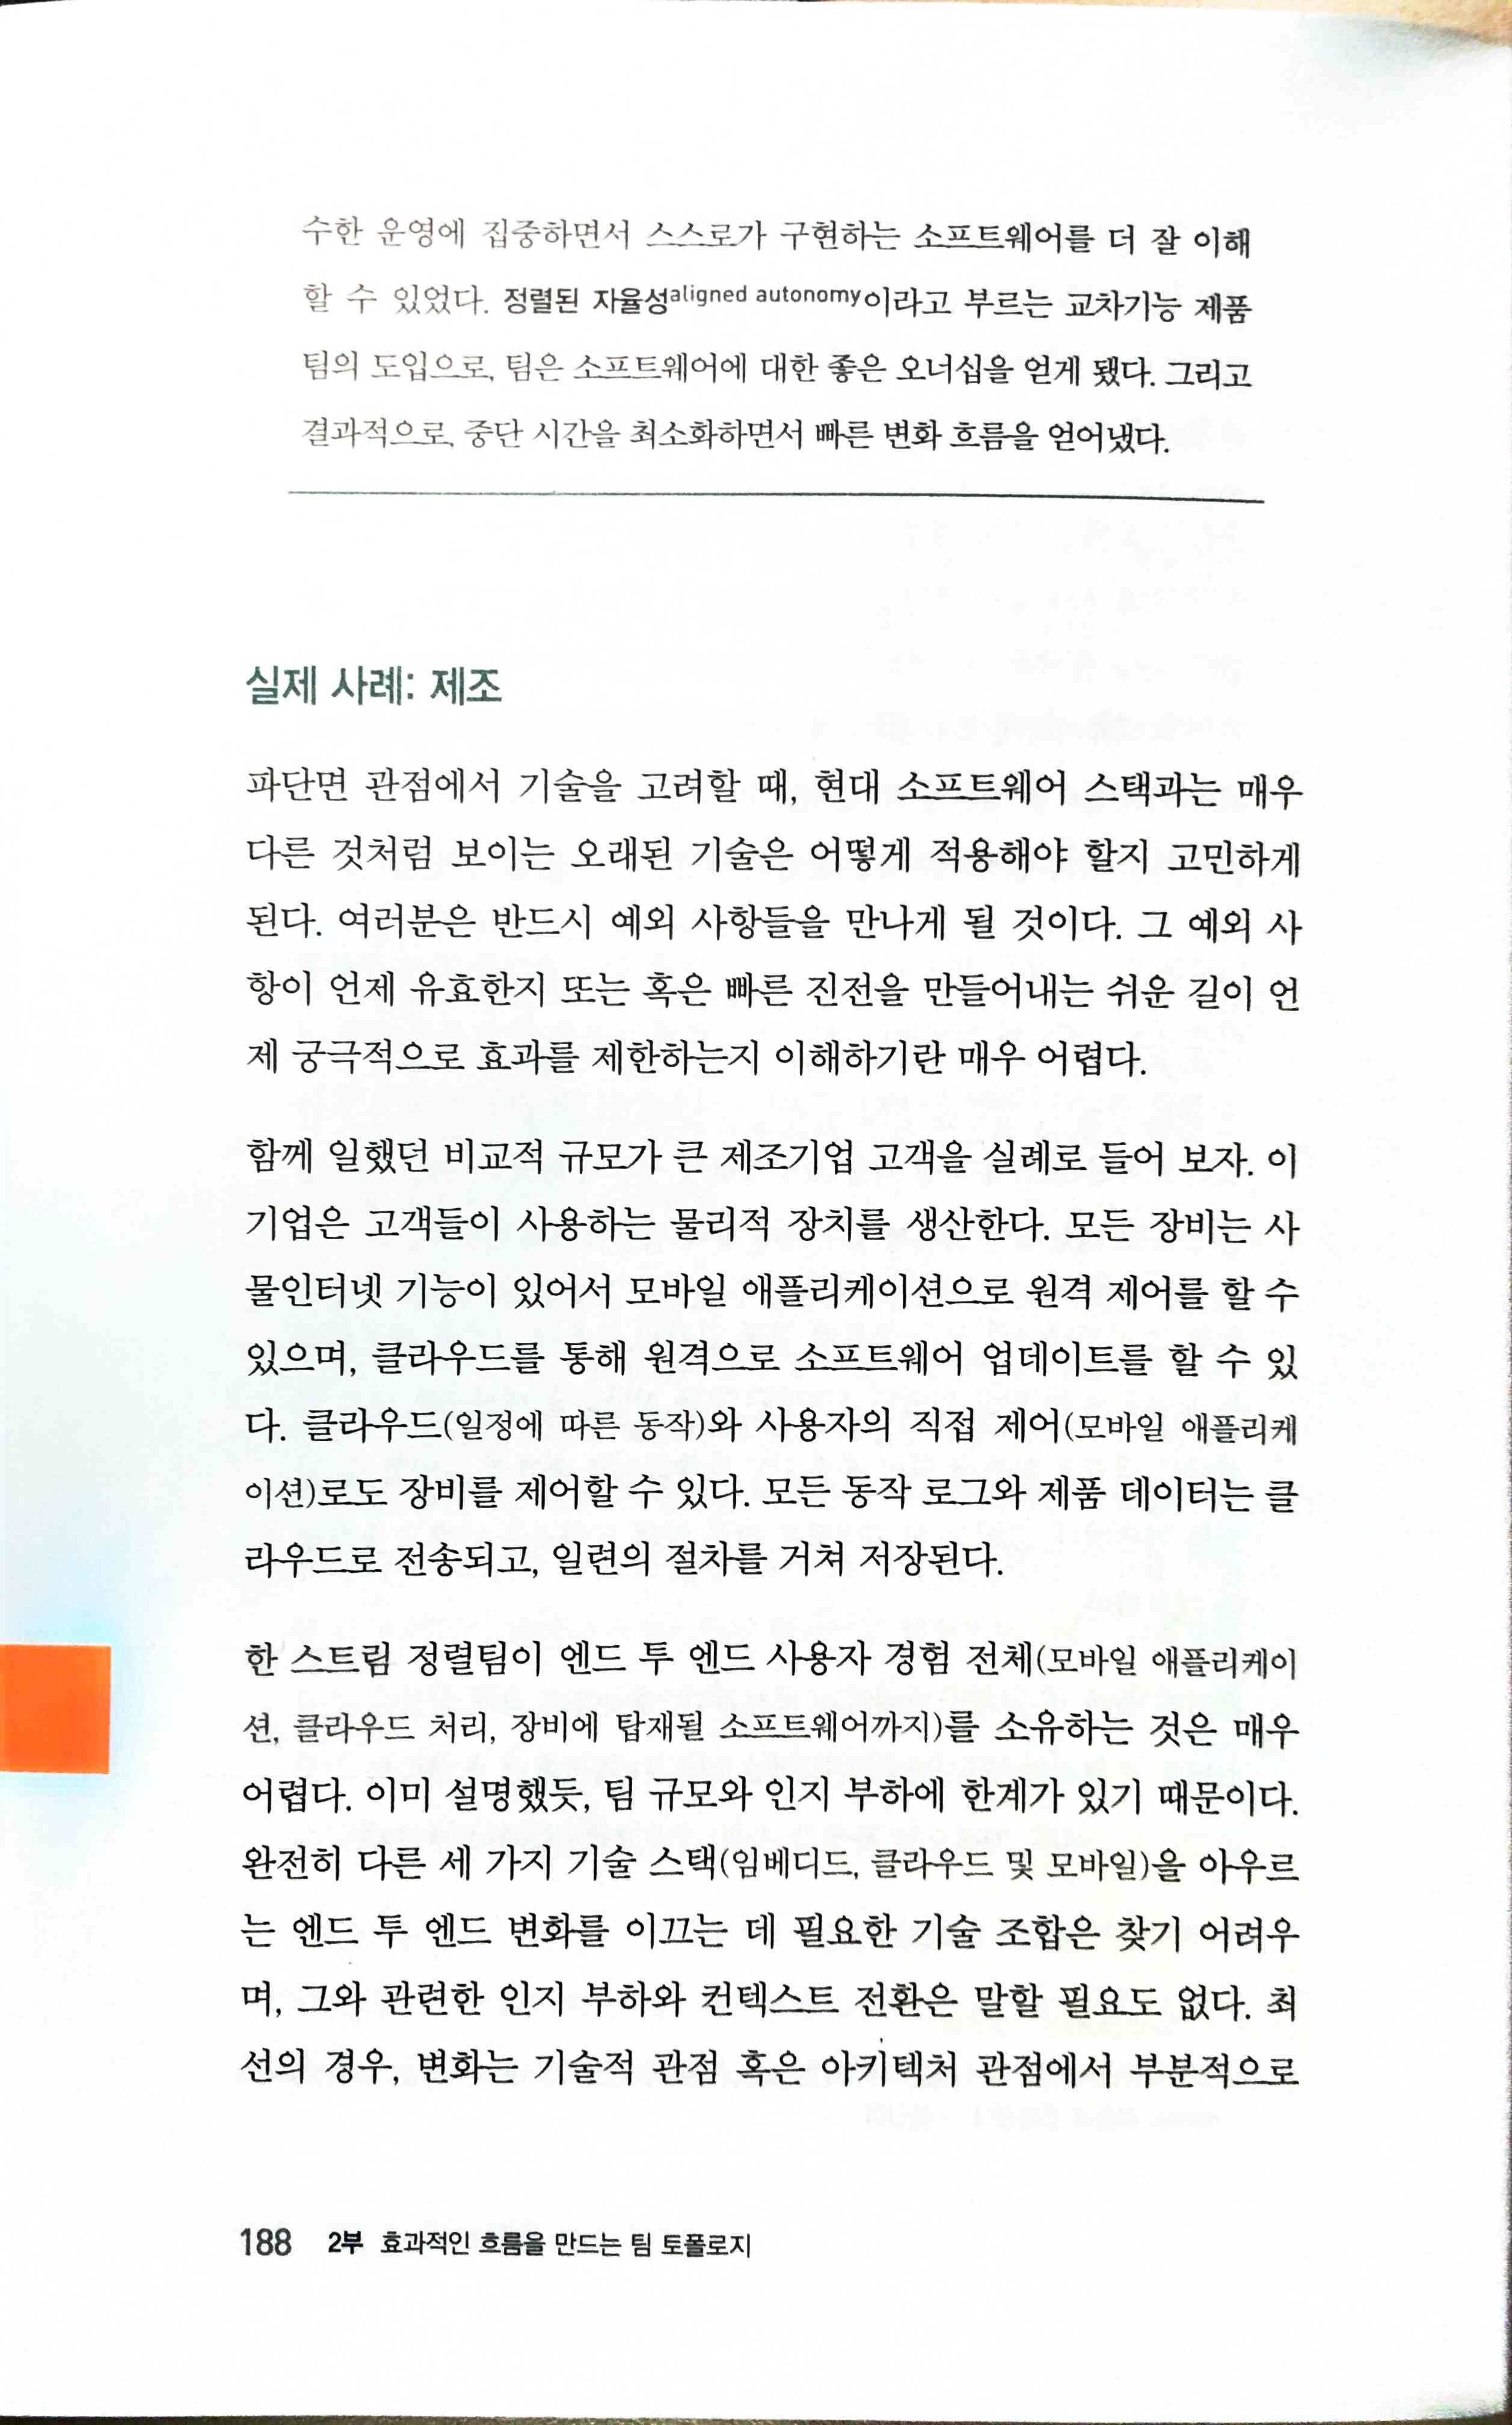 수한 운영에 집중하면서 스스로가 구현하는 소프트웨어를 더 잘 이해
할 수 있었다. 정렬된 자율성aligned autonomy이라고 부르는 교차기능 제품
팀의 도입으로, 팀은 소프트웨어에 대한 좋은 오너십을 얻게 됐다. 그리고
결과적으로, 중단 시간을 최소화하면서 빠른 변화 흐름을 얻어냈다.
실제 사례: 제조
파단면 관점에서 기술을 고려할 때, 현대 소프트웨어 스택과는 매우
다른 것처럼 보이는 오래된 기술은 어떻게 적용해야 할지 고민하게
된다. 여러분은 반드시 예외 사항들을 만나게 될 것이다. 그 예외 사
항이 언제 유효한지 또는 혹은 빠른 진전을 만들어내는 쉬운 길이 언
제 궁극적으로 효과를 제한하는지 이해하기란 매우 어렵다.
함께 일했던 비교적 규모가 큰 제조기업 고객을 실례로 들어 보자. 이
기업은 고객들이 사용하는 물리적 장치를 생산한다. 모든 장비는 사
물인터넷 기능이 있어서 모바일 애플리케이션으로 원격 제어를 할 수
있으며, 클라우드를 통해 원격으로 소프트웨어 업데이트를 할 수 있
다. 클라우드(일정에 따른 동작)와 사용자의 직접 제어(모바일 애플리케
이션)로도 장비를 제어할 수 있다. 모든 동작 로그와 제품 데이터는 클
라우드로 전송되고, 일련의 절차를 거쳐 저장된다.
한 스트림 정렬팀이 엔드 투 엔드 사용자 경험 전체(모바일 애플리케이
션, 클라우드 처리, 장비에 탑재될 소프트웨어까지)를 소유하는 것은 매우
어렵다. 이미 설명했듯, 팀 규모와 인지 부하에 한계가 있기 때문이다.
완전히 다른 세 가지 기술 스택(임베디드, 클라우드 및 모바일)을 아우르
는 엔드 투 엔드 변화를 이끄는 데 필요한 기술 조합은 찾기 어려우
며, 그와 관련한 인지 부하와 컨텍스트 전환은 말할 필요도 없다. 최
선의 경우, 변화는 기술적 관점 혹은 아키텍처 관점에서 부분적으로
188 2부 효과적인 흐름을 만드는 팀 토폴로지